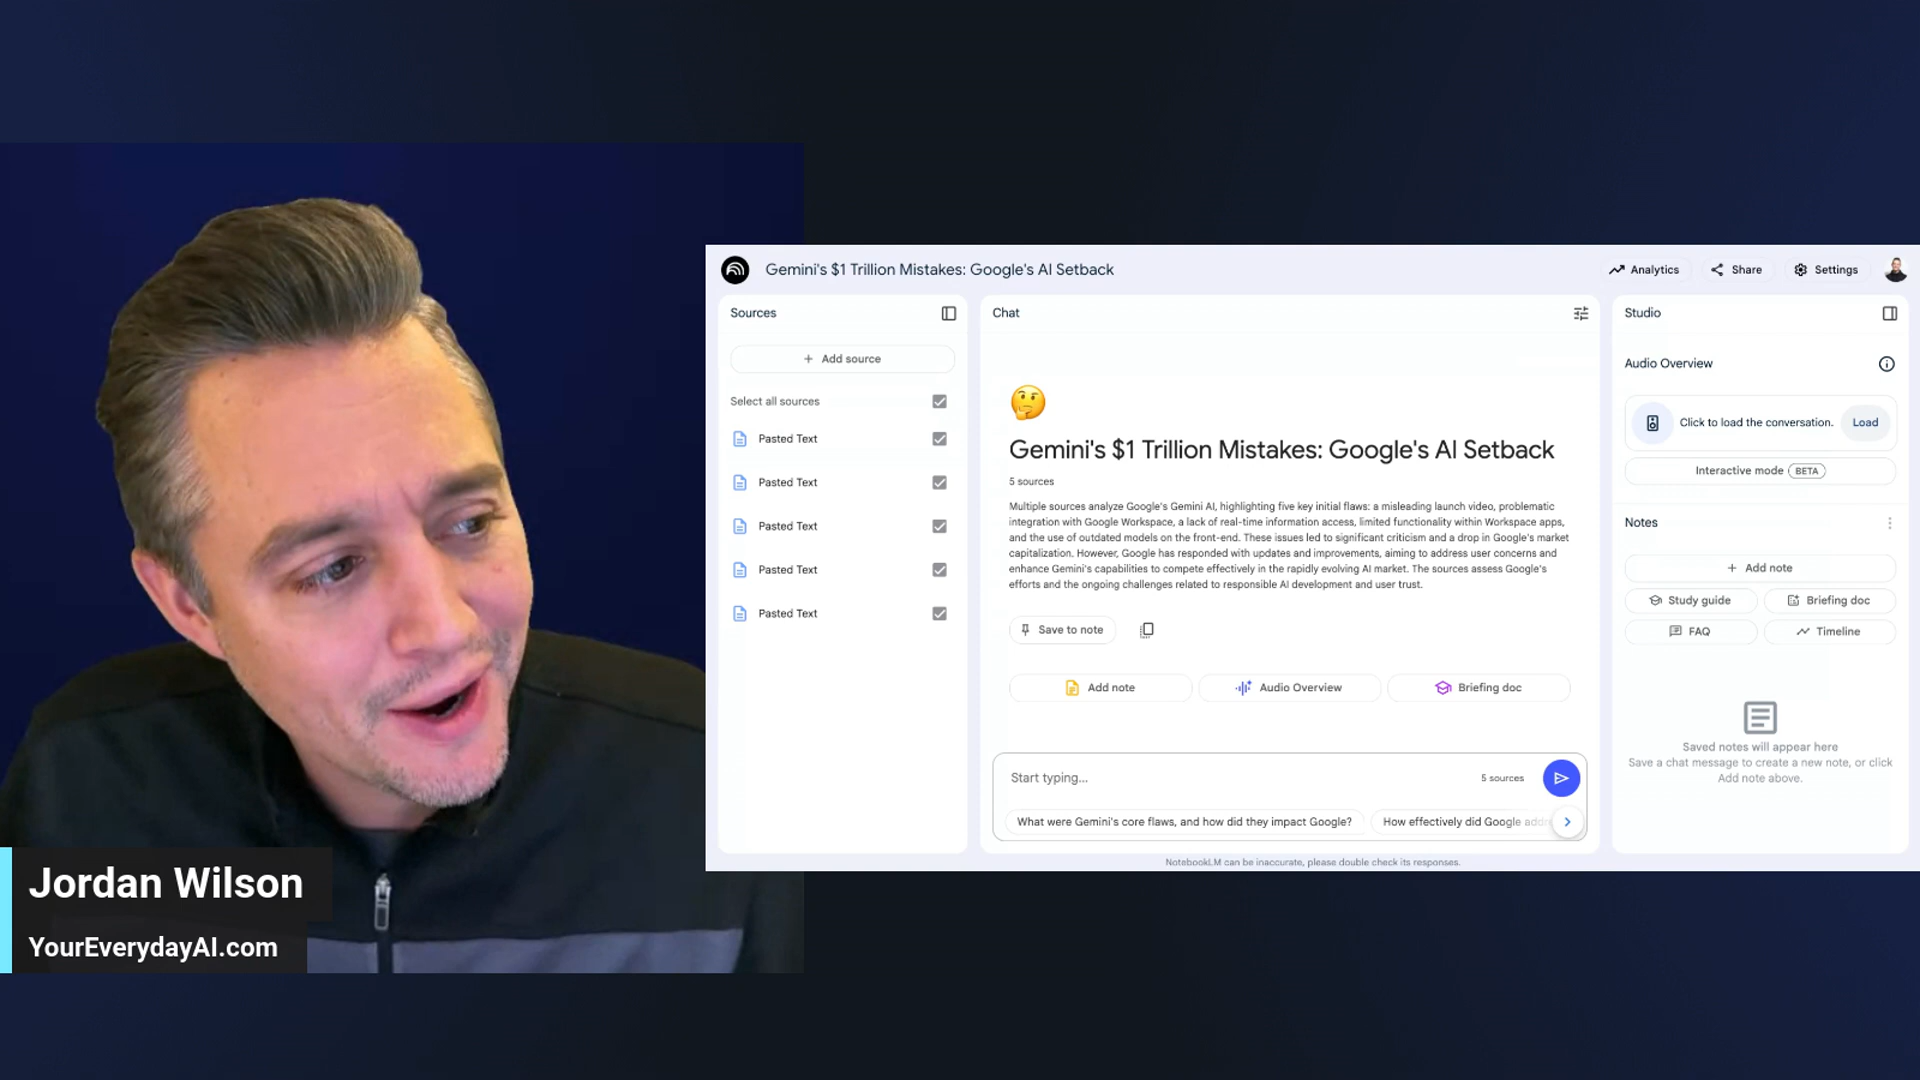 Gemini's $1 Trillion Mistakes: Google's AI Setback
Analytics
Share
Settings
Sources
Add source
Select all sources
Pasted Text
Pasted Text
Pasted Text
Pasted Text
Pasted Text
Chat
Gemini's $1 Trillion Mistakes: Google's AI Setback
5 sources
Multiple sources analyze Google's Gemini AI, highlighting five key initial flaws: a misleading launch video, problematic
integration with Google Workspace, a lack of real-time information access, limited functionality within Workspace apps,
and the use of outdated models on the front-end. These issues led to significant criticism and a drop in Google's market
capitalization. However, Google has responded with updates and improvements, aiming to address user concerns and
enhance Gemini's capabilities to compete effectively in the rapidly evolving AI market. The sources assess Google's
efforts and the ongoing challenges related to responsible AI development and user trust.
Save to note
Add note
Audio Overview
Briefing doc
Start typing...
5 sources
What were Gemini's core flaws, and how did they impact Google?
How effectively did Google addre
NotebookLM can be inaccurate, please double check its responses.
Studio
Audio Overview
Click to load the conversation.
Load
Interactive mode BETA
Notes
Add note
Study guide
Briefing doc
FAQ
Timeline
Saved notes will appear here
Save a chat message to create a new note, or click
Add note above.
Jordan Wilson
YourEverydayAI.com